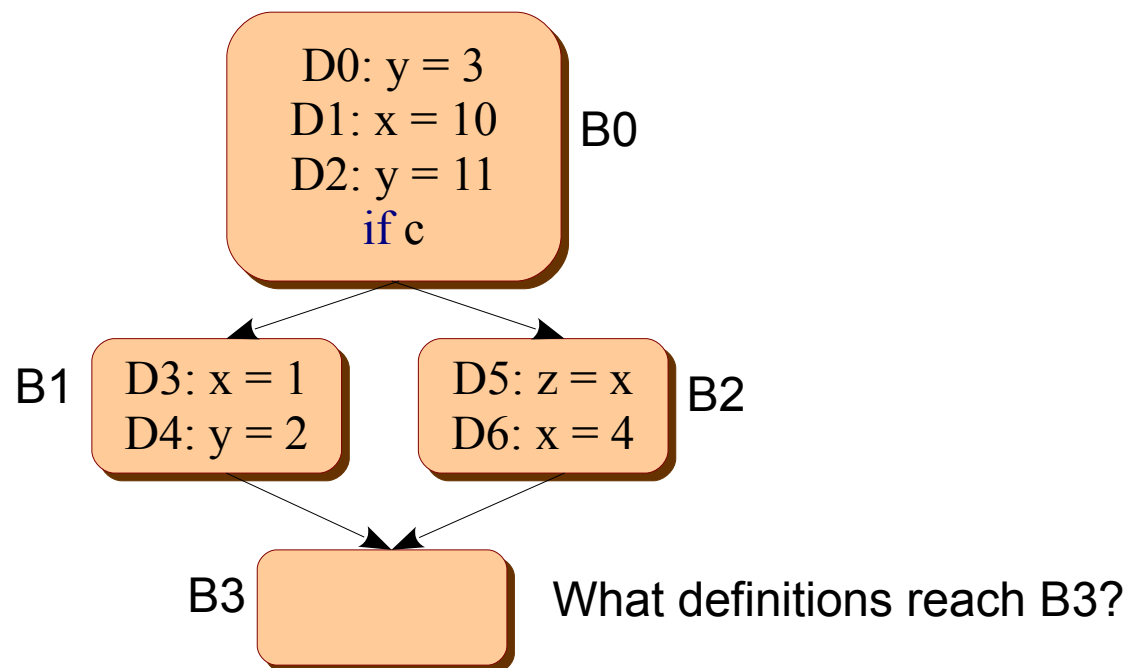 D0: y = 3
D1: x = 10
D2: y = 11
if c
B0
B1
D3: x = 1
D4: y = 2
D5: z = x
D6: x = 4
B2
B3
What definitions reach B3?